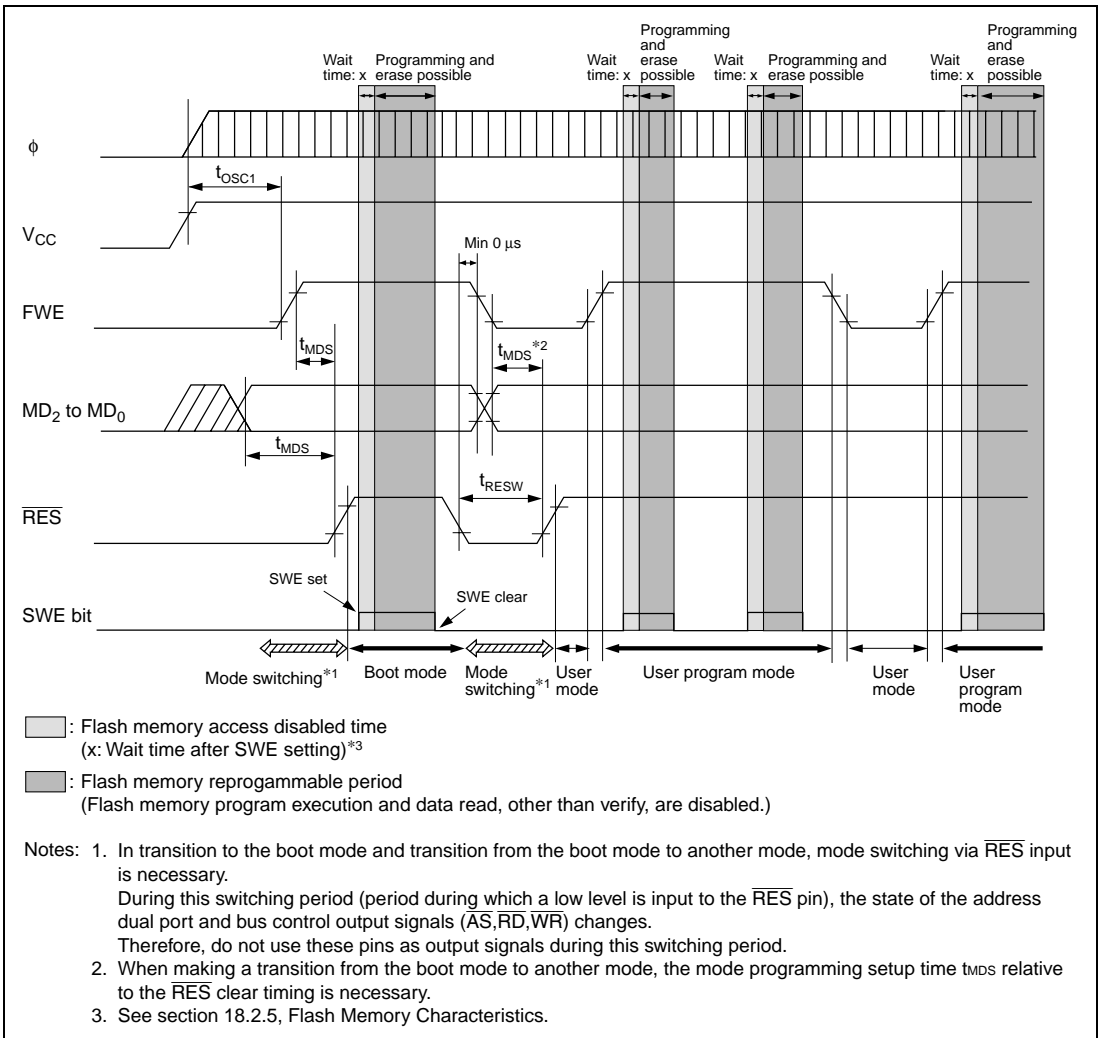 Wait time: x
Programming and erase possible
Wait time: x
Programming and erase possible
Wait time: x
Programming and erase possible
Wait time: x
Programming and erase possible
ϕ
tOSC1
VCC
Min 0 µs
FWE
tMDS
tMDS*2
MD2 to MD0
tMDS
tRESW
RES
SWE set
SWE clear
SWE bit
Mode switching*1
Boot mode
Mode switching*1
User mode
User program mode
User mode
User program mode
: Flash memory access disabled time
(x: Wait time after SWE setting)*3
: Flash memory reprogammable period
(Flash memory program execution and data read, other than verify, are disabled.)
Notes: 1. In transition to the boot mode and transition from the boot mode to another mode, mode switching via RES input
is necessary.
During this switching period (period during which a low level is input to the RES pin), the state of the address
dual port and bus control output signals (AS,RD,WR) changes.
Therefore, do not use these pins as output signals during this switching period.
2. When making a transition from the boot mode to another mode, the mode programming setup time tMDS relative
to the RES clear timing is necessary.
3. See section 18.2.5, Flash Memory Characteristics.